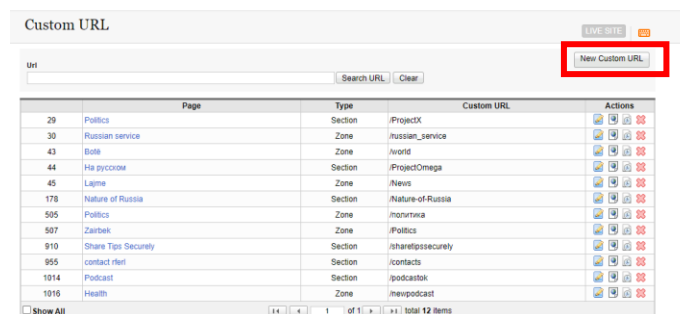 Custom URL
LIVE SITE
New Custom URL
Url
Search URL Clear
Page Type Custom URL Actions
29 Politics Section /ProjectX
30 Russian service Zone /russian_service
43 Botë Zone /world
44 На русском Section /ProjectOmega
45 Lajme Zone /News
178 Nature of Russia Section /Nature-of-Russia
505 Politics Zone /политика
507 Zairbek Zone /Politics
910 Share Tips Securely Section /sharetipssecurely
955 contact rferl Section /contacts
1014 Podcast Section /podcastok
1016 Health Zone /newpodcast
Show All 1 of 1 total 12 items